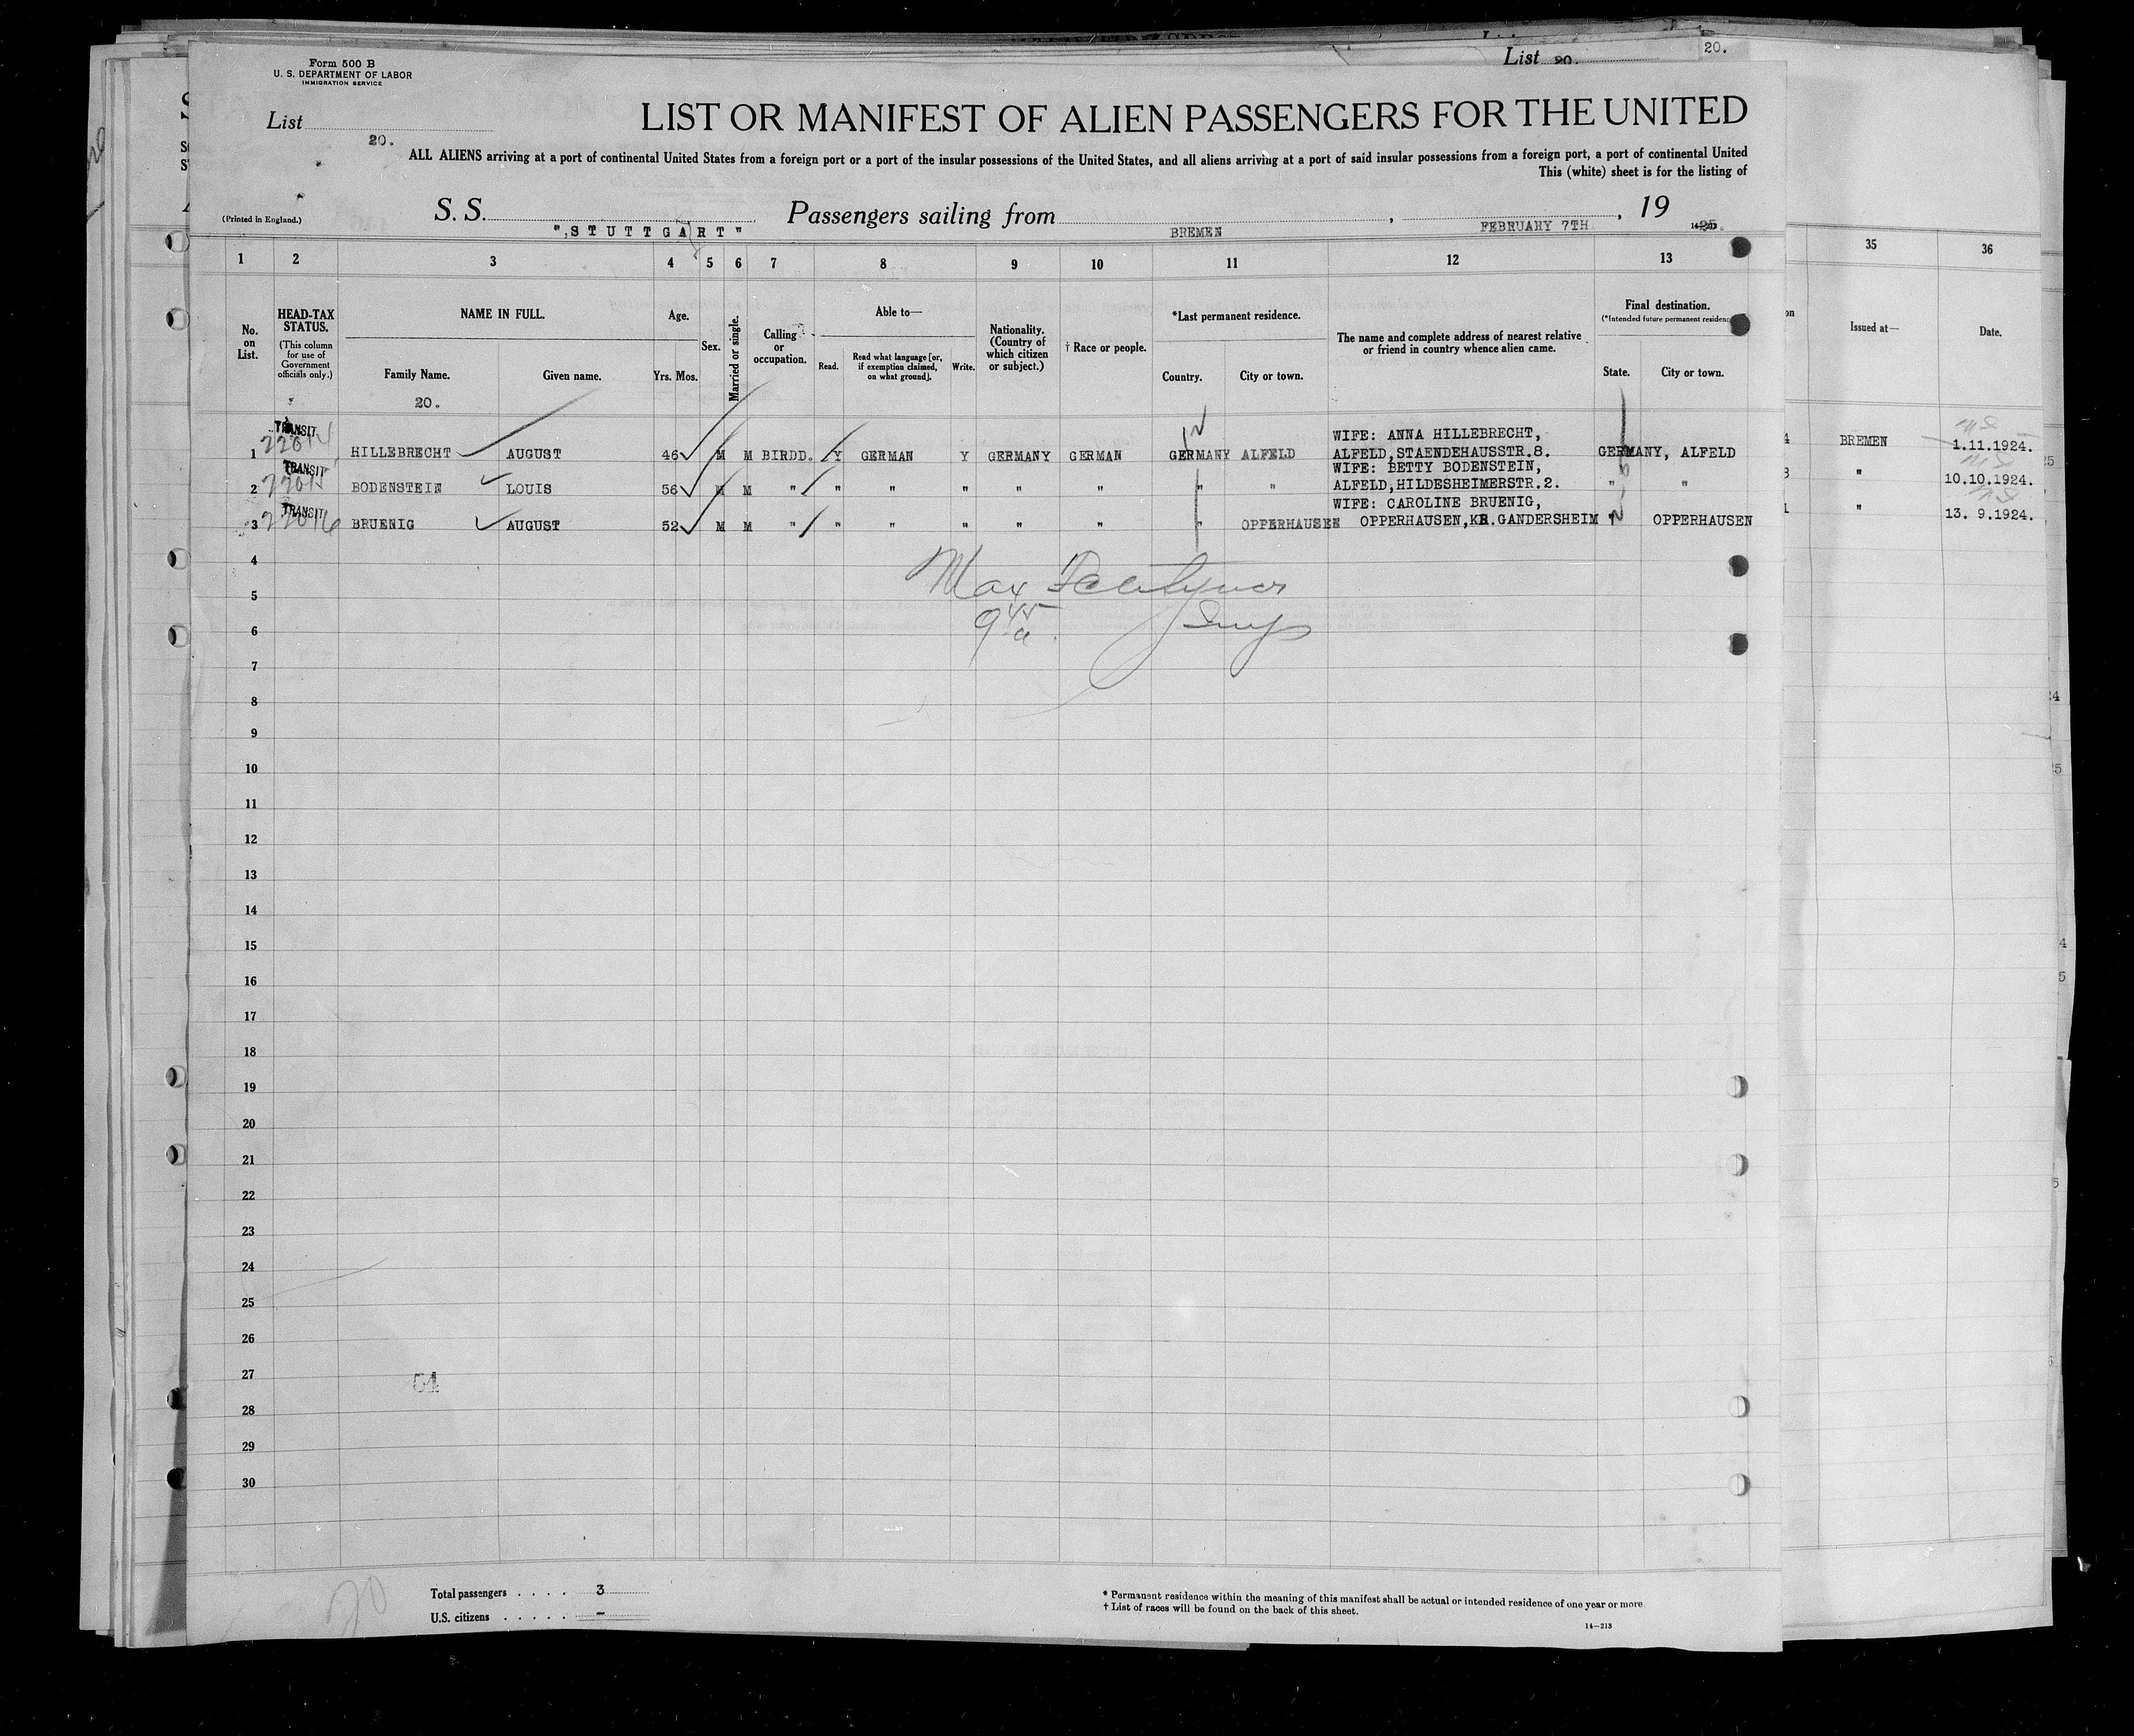 List 20.
20.
Form 500 B
U. S. DEPARTMENT OF LABOR
IMMIGRATION SERVICE
List
20.
LIST OR MANIFEST OF ALIEN PASSENGERS FOR THE UNITED
ALL ALIENS arriving at a port of continental United States from a foreign port or a port of the insular possessions of the United States, and all aliens arriving at a port of said insular possessions from a foreign port, a port of continental United
This (white) sheet is for the listing of
(Printed in England.)
S. S. "STUTTGART" Passengers sailing from BREMEN, FEBRUARY 7TH, 1925.
1 2 3 4 5 6 7 8 9 10 11 12 13 35 36
No. on List.
HEAD-TAX STATUS.
(This column for use of Government officials only.)
NAME IN FULL.
Family Name.
Given name.
Age.
Yrs. Mos.
Sex.
Married or single.
Calling or occupation.
Able to—
Read.
Read what language [or, if exemption claimed, on what ground].
Write.
Nationality. (Country of which citizen or subject.)
† Race or people.
*Last permanent residence.
Country.
City or town.
The name and complete address of nearest relative or friend in country whence alien came.
Final destination.
(*Intended future permanent residence
State.
City or town.
Issued at—
Date.
20.
TRANSIT
22014
WIFE: ANNA HILLEBRECHT,
1 HILLEBRECHT AUGUST 46 M M BIRDD. Y GERMAN Y GERMANY GERMAN GERMANY ALFELD ALFELD,STAENDEHAUSSTR.8. GERMANY, ALFELD BREMEN 1.11.1924.
TRANSIT
22015
WIFE: BETTY BODENSTEIN,
2 BODENSTEIN LOUIS 56 M M " " " " " " " " ALFELD,HILDESHEIMERSTR.2. " " " 10.10.1924.
TRANSIT
22016
WIFE: CAROLINE BRUENIG,
3 BRUENIG AUGUST 52 M M " " " " " " " OPPERHAUSEN OPPERHAUSEN,KR.GANDERSHEIM " OPPERHAUSEN " 13. 9.1924.
4
Max
5
9 45 a
6
7
8
9
10
11
12
13
14
15
16
17
18
19
20
21
22
23
24
25
26
27
54
28
29
30
20
Total passengers . . . . 3
U.S. citizens . . . . . –
* Permanent residence within the meaning of this manifest shall be actual or intended residence of one year or more.
† List of races will be found on the back of this sheet.
14—213